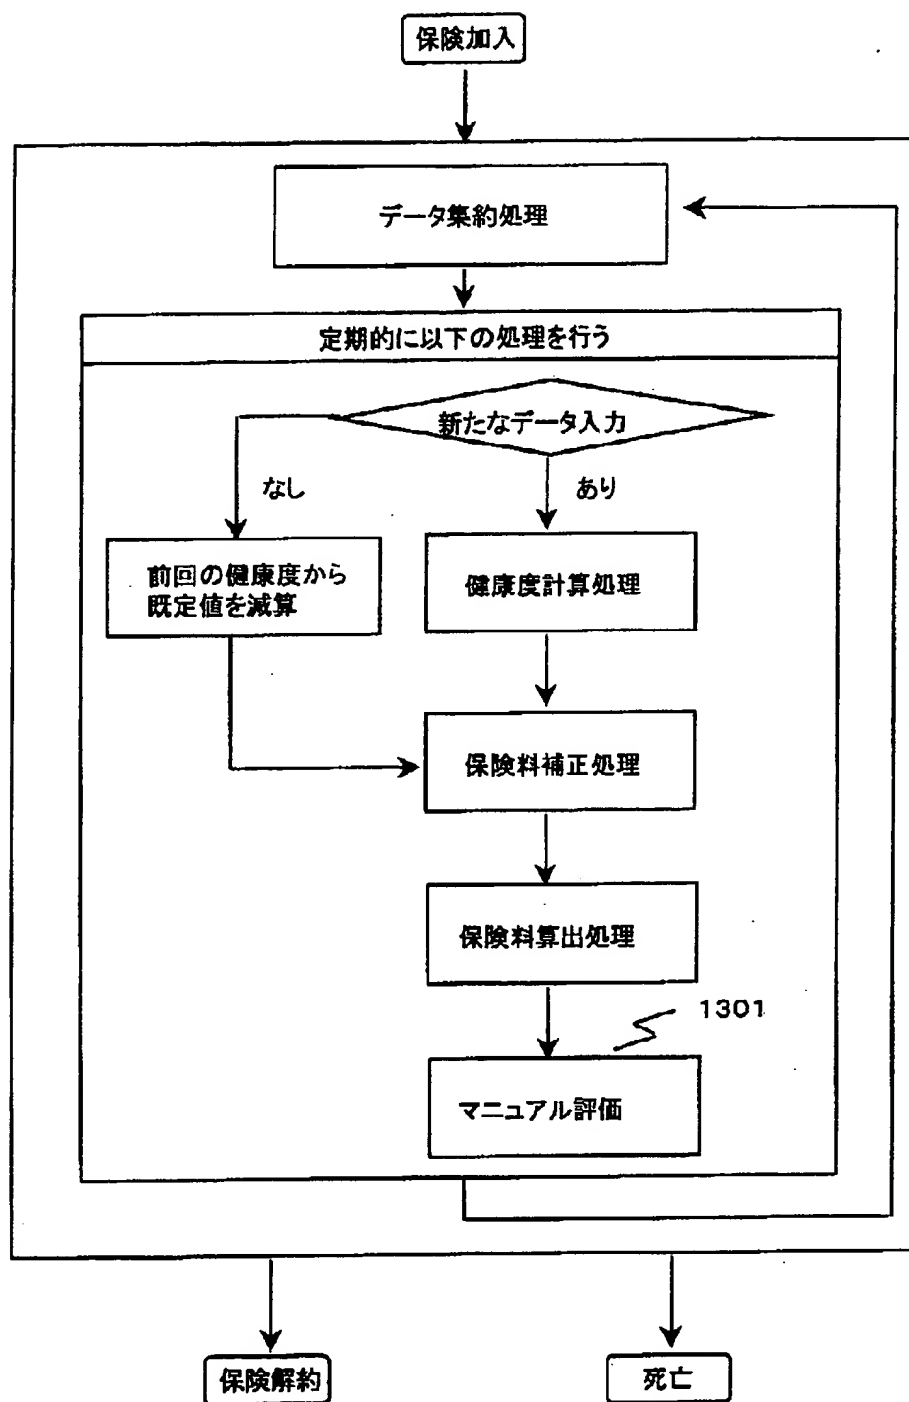 保険加入
データ集約処理
定期的に以下の処理を行う
新たなデータ入力
なし
あり
前回の健康度から
既定値を減算
健康度計算処理
保険料補正処理
保険料算出処理
1301
マニュアル評価
保険解約
死亡